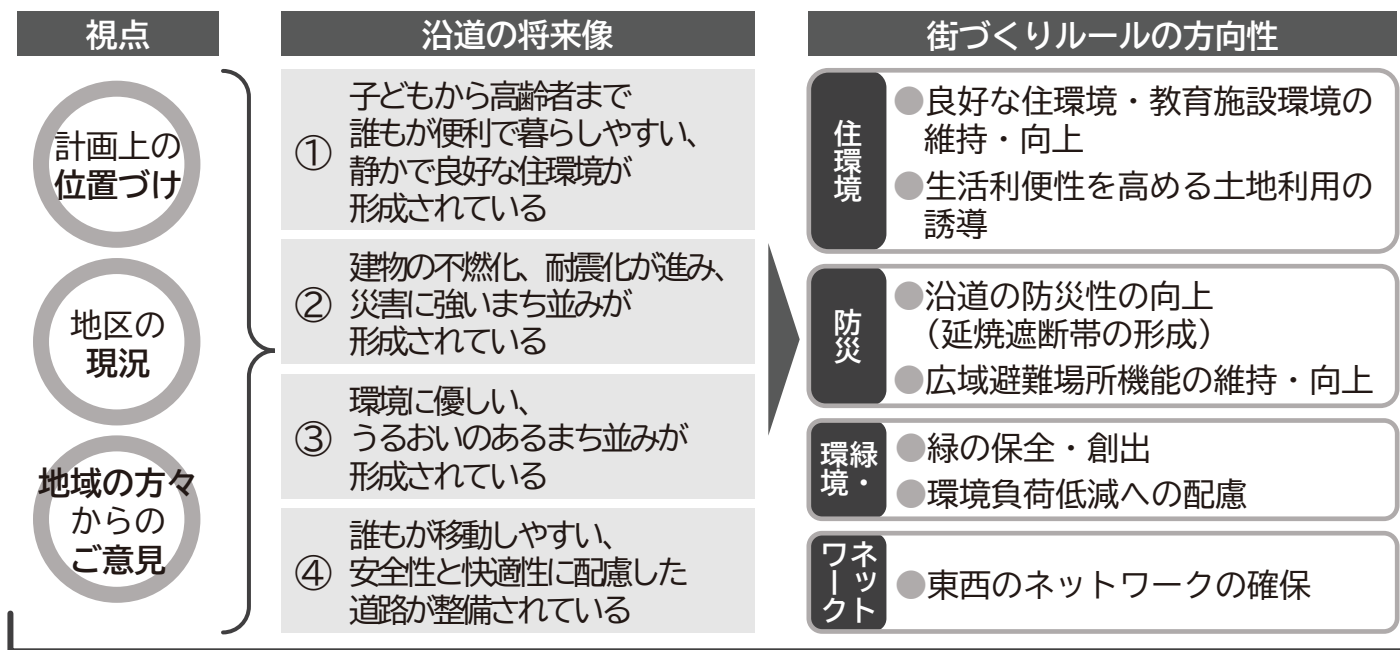 視点
計画上の
位置づけ
地区の
現況
地域の方々
からの
ご意見
沿道の将来像
①
子どもから高齢者まで
誰もが便利で暮らしやすい、
静かで良好な住環境が
形成されている
②
建物の不燃化、耐震化が進み、
災害に強いまち並みが
形成されている
③
環境に優しい、
うるおいのあるまち並みが
形成されている
④
誰もが移動しやすい、
安全性と快適性に配慮した
道路が整備されている
街づくりルールの方向性
住環境
●良好な住環境・教育施設環境の
維持・向上
●生活利便性を高める土地利用の
誘導
防災
●沿道の防災性の向上
（延焼遮断帯の形成）
●広域避難場所機能の維持・向上
緑・
環境
●緑の保全・創出
●環境負荷低減への配慮
ネット
ワーク
●東西のネットワークの確保